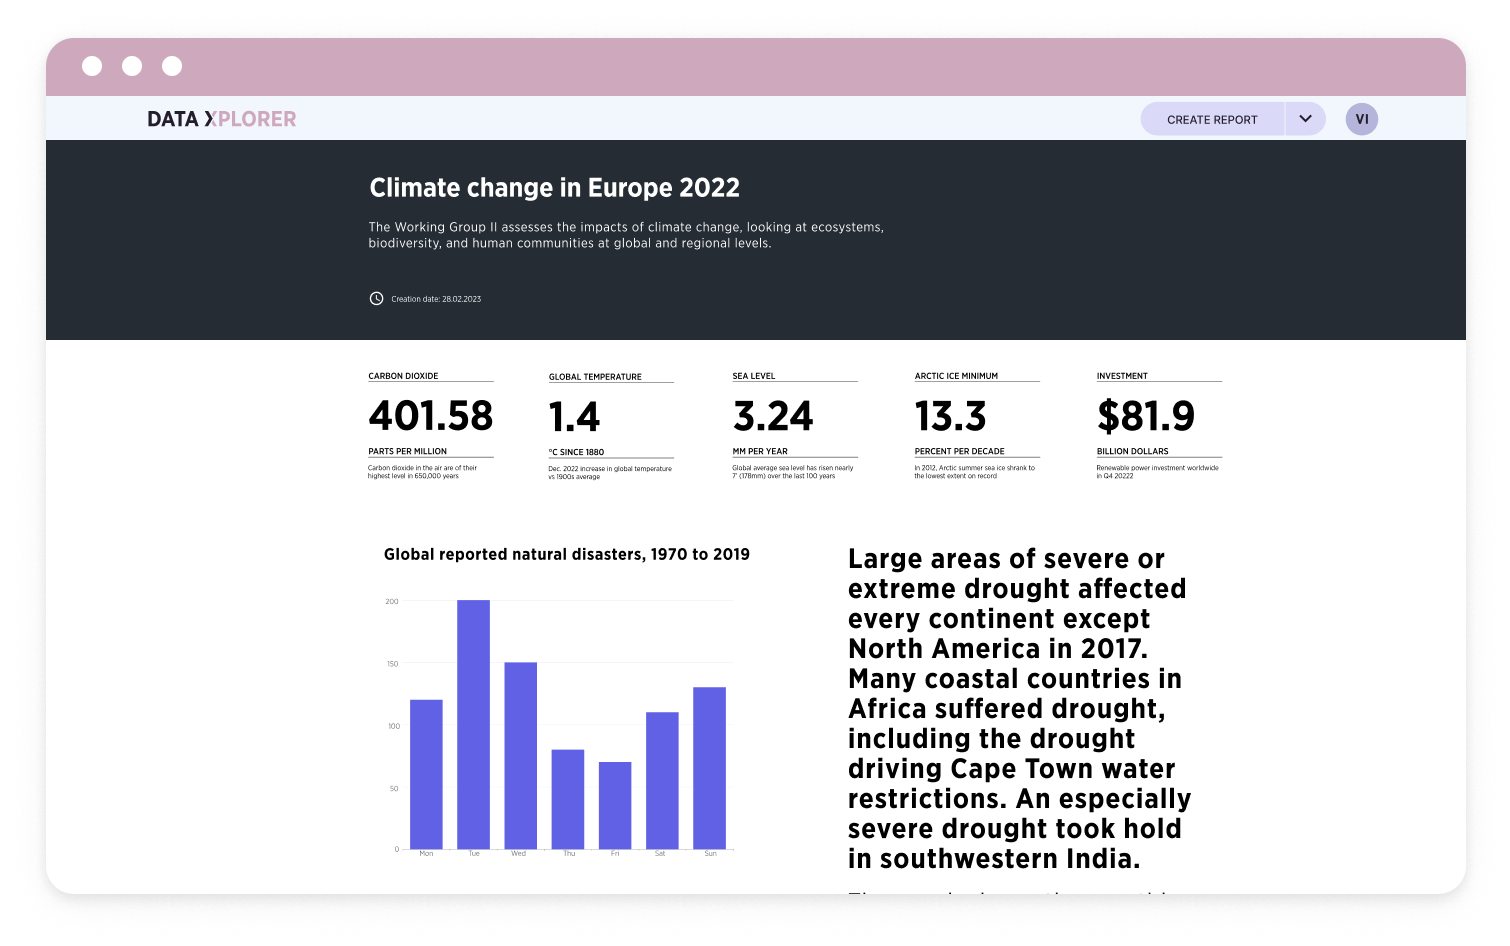 DATA XPLORER
CREATE REPORT
VI
Climate change in Europe 2022
The Working Group II assesses the impacts of climate change, looking at ecosystems,
biodiversity, and human communities at global and regional levels.
Creation date: 28.02.2023
CARBON DIOXIDE
401.58
PARTS PER MILLION
Carbon dioxide in the air are of their
highest level in 650,000 years
GLOBAL TEMPERATURE
1.4
°C SINCE 1880
Dec. 2022 increase in global temperature
vs 1900s average
SEA LEVEL
3.24
MM PER YEAR
Global average sea level has risen nearly
7' (178mm) over the last 100 years
ARCTIC ICE MINIMUM
13.3
PERCENT PER DECADE
In 2012, Arctic summer sea ice shrank to
the lowest extent on record
INVESTMENT
$81.9
BILLION DOLLARS
Renewable power investment worldwide
in Q4 20222
Global reported natural disasters, 1970 to 2019
200
150
100
50
0
Mon Tue Wed Thu Fri Sat Sun
Large areas of severe or
extreme drought affected
every continent except
North America in 2017.
Many coastal countries in
Africa suffered drought,
including the drought
driving Cape Town water
restrictions. An especially
severe drought took hold
in southwestern India.